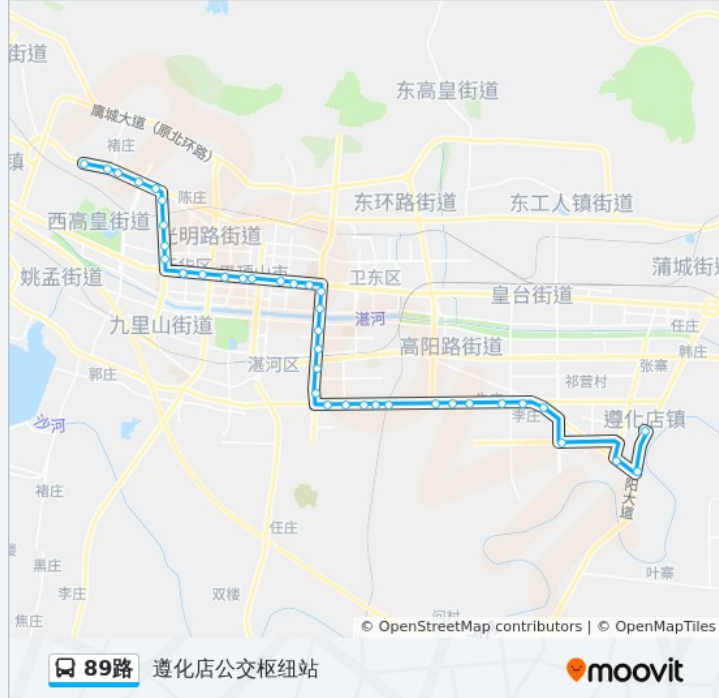 街道
东高皇街道
鹰城大道（原北环路）
褚庄
镇
陈庄
东环路街道
东工人镇街道
西高皇街道
光明路街道
蒲城街
姚孟街道
平顶山市
卫东区
皇台街道
九里山街道
湛河
任庄
高阳路街道
韩庄
湛河区
张寨
郭庄
祁营村
李庄
遵化店镇
沙河
褚庄
阳大道
任庄
黑庄
叶寨
李庄
双楼
焦庄
© OpenStreetMap contributors | © OpenMapTiles
89路 遵化店公交枢纽站
moovit